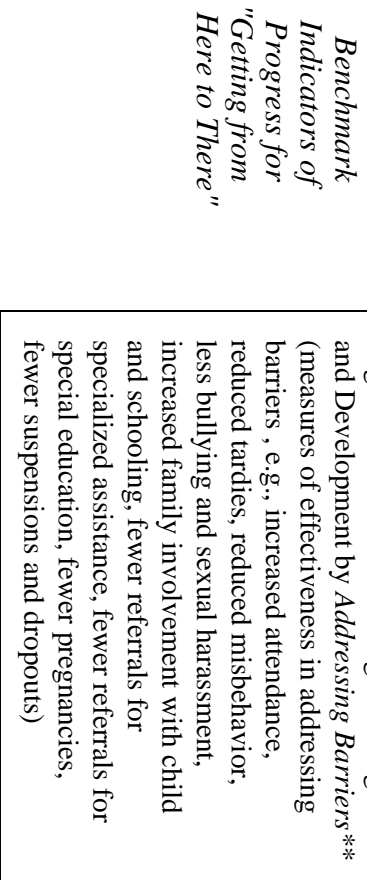 Benchmark
Indicators of
Progress for
"Getting from
Here to There"
and Development by Addressing Barriers**
(measures of effectiveness in addressing
barriers , e.g., increased attendance,
reduced tardies, reduced misbehavior,
less bullying and sexual harassment,
increased family involvement with child
and schooling, fewer referrals for
specialized assistance, fewer referrals for
special education, fewer pregnancies,
fewer suspensions and dropouts)